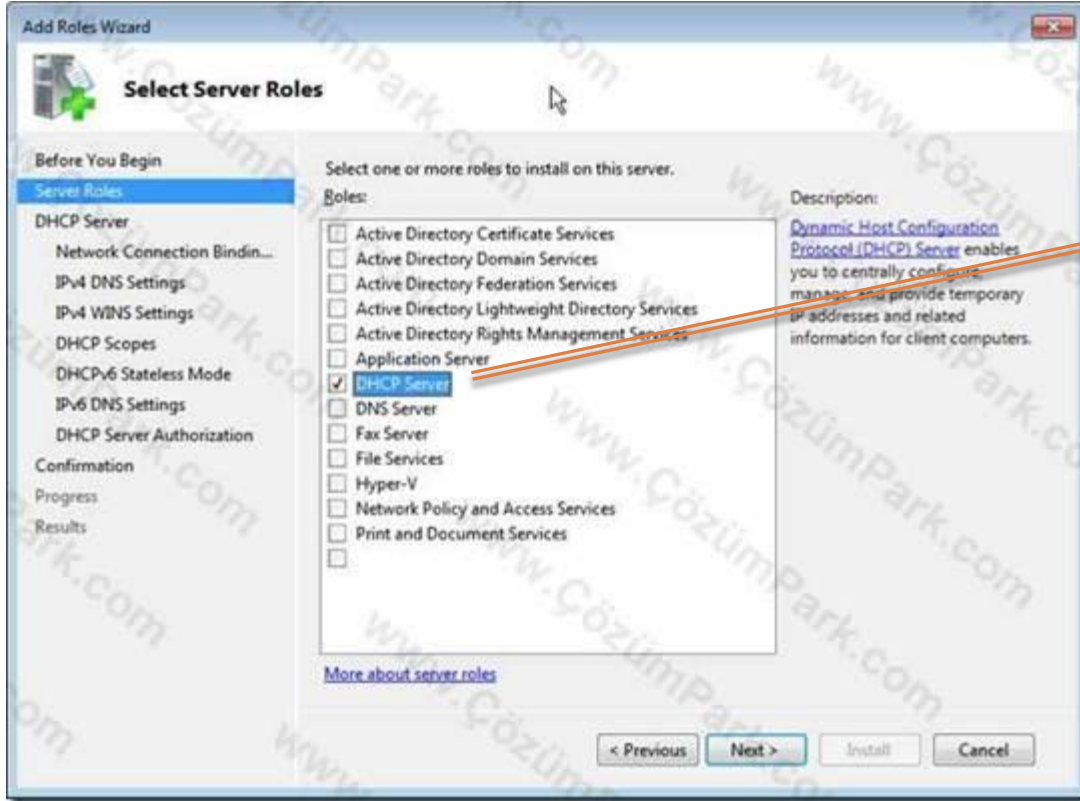 Add Roles Wizard
Select Server Roles
Before You Begin
Server Roles
DHCP Server
Network Connection Bindin...
IPv4 DNS Settings
IPv4 WINS Settings
DHCP Scopes
DHCPv6 Stateless Mode
IPv6 DNS Settings
DHCP Server Authorization
Confirmation
Progress
Results
Select one or more roles to install on this server.
Roles:
Active Directory Certificate Services
Active Directory Domain Services
Active Directory Federation Services
Active Directory Lightweight Directory Services
Active Directory Rights Management Services
Application Server
DHCP Server
DNS Server
Fax Server
File Services
Hyper-V
Network Policy and Access Services
Print and Document Services
More about server roles
Description:
Dynamic Host Configuration
Protocol (DHCP) Server enables
you to centrally configure,
manage, and provide temporary
IP addresses and related
information for client computers.
< Previous
Next >
Install
Cancel
www.ÇözümPark.com